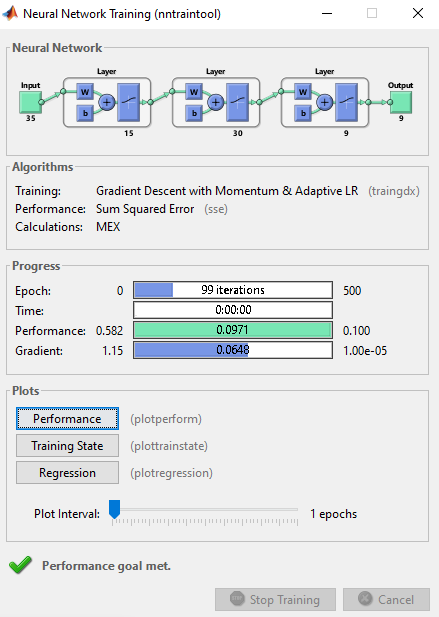 Neural Network Training (nntraintool)
Neural Network
Layer Layer Layer
Input Output
W W W
35 b + b + b + 9
15 30 9
Algorithms
Training: Gradient Descent with Momentum & Adaptive LR (traingdx)
Performance: Sum Squared Error (sse)
Calculations: MEX
Progress
Epoch: 0 99 iterations 500
Time: 0:00:00
Performance: 0.582 0.0971 0.100
Gradient: 1.15 0.0648 1.00e-05
Plots
Performance (plotperform)
Training State (plottrainstate)
Regression (plotregression)
Plot Interval: 1 epochs
Performance goal met.
Stop Training Cancel